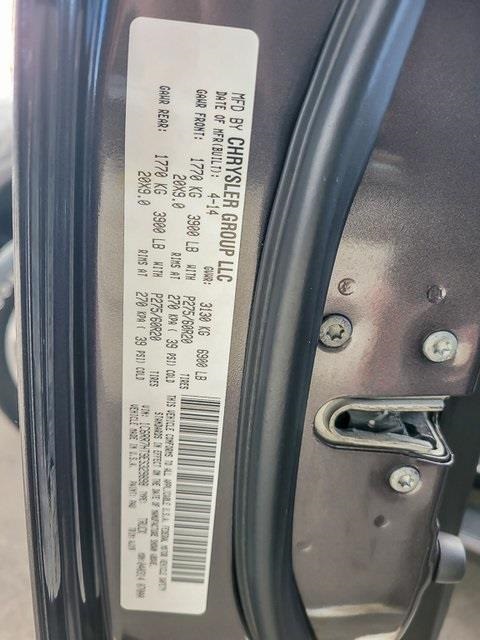 MFD BY CHRYSLER GROUP LLC
DATE OF MFR(BUILT): 4-14 GVWR: 3130 KG 6900 LB
GAWR FRONT: 1770 KG 3900 LB WITH P275/60R20 TIRES
20X9.0 RIMS AT 270 KPA ( 39 PSI) COLD
GAWR REAR: 1770 KG 3900 LB WITH P275/60R20 TIRES
20X9.0 RIMS AT 270 KPA ( 39 PSI) COLD
THIS VEHICLE CONFORMS TO ALL APPLICABLE U.S.A. FEDERAL MOTOR VEHICLE SAFETY
STANDARDS IN EFFECT ON THE DATE OF MANUFACTURE SHOWN ABOVE.
VIN: TYPE: TRUCK
VEHICLE MADE IN U.S.A. PAINT: